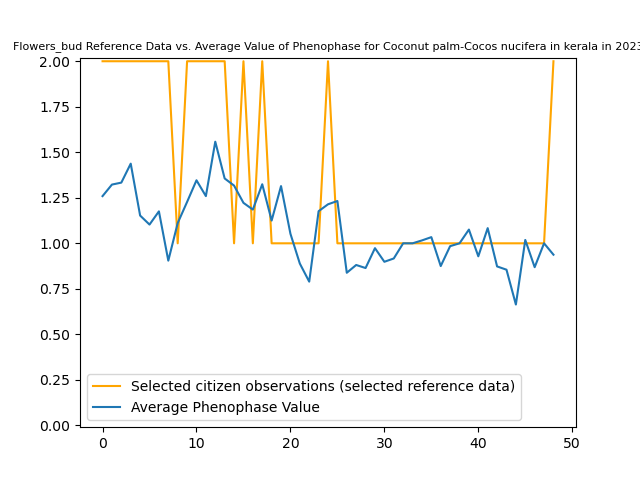 Flowers_bud Reference Data vs. Average Value of Phenophase for Coconut palm-Cocos nucifera in kerala in 2023
2.00
1.75
1.50
1.25
1.00
0.75
0.50
0.25
0.00
Selected citizen observations (selected reference data)
Average Phenophase Value
0 10 20 30 40 50